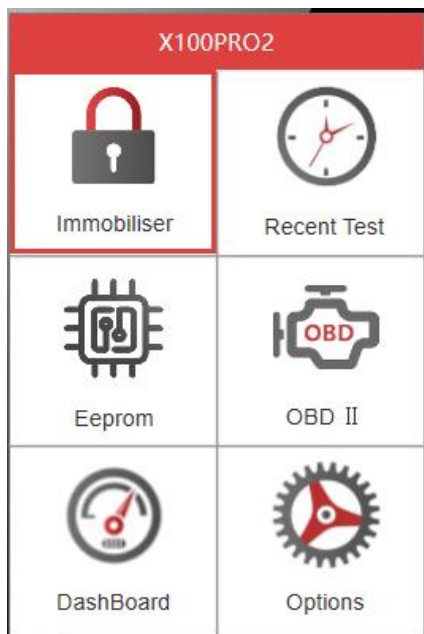 X100PRO2
Immobiliser
Recent Test
Eeprom
OBD
OBD Ⅱ
DashBoard
Options